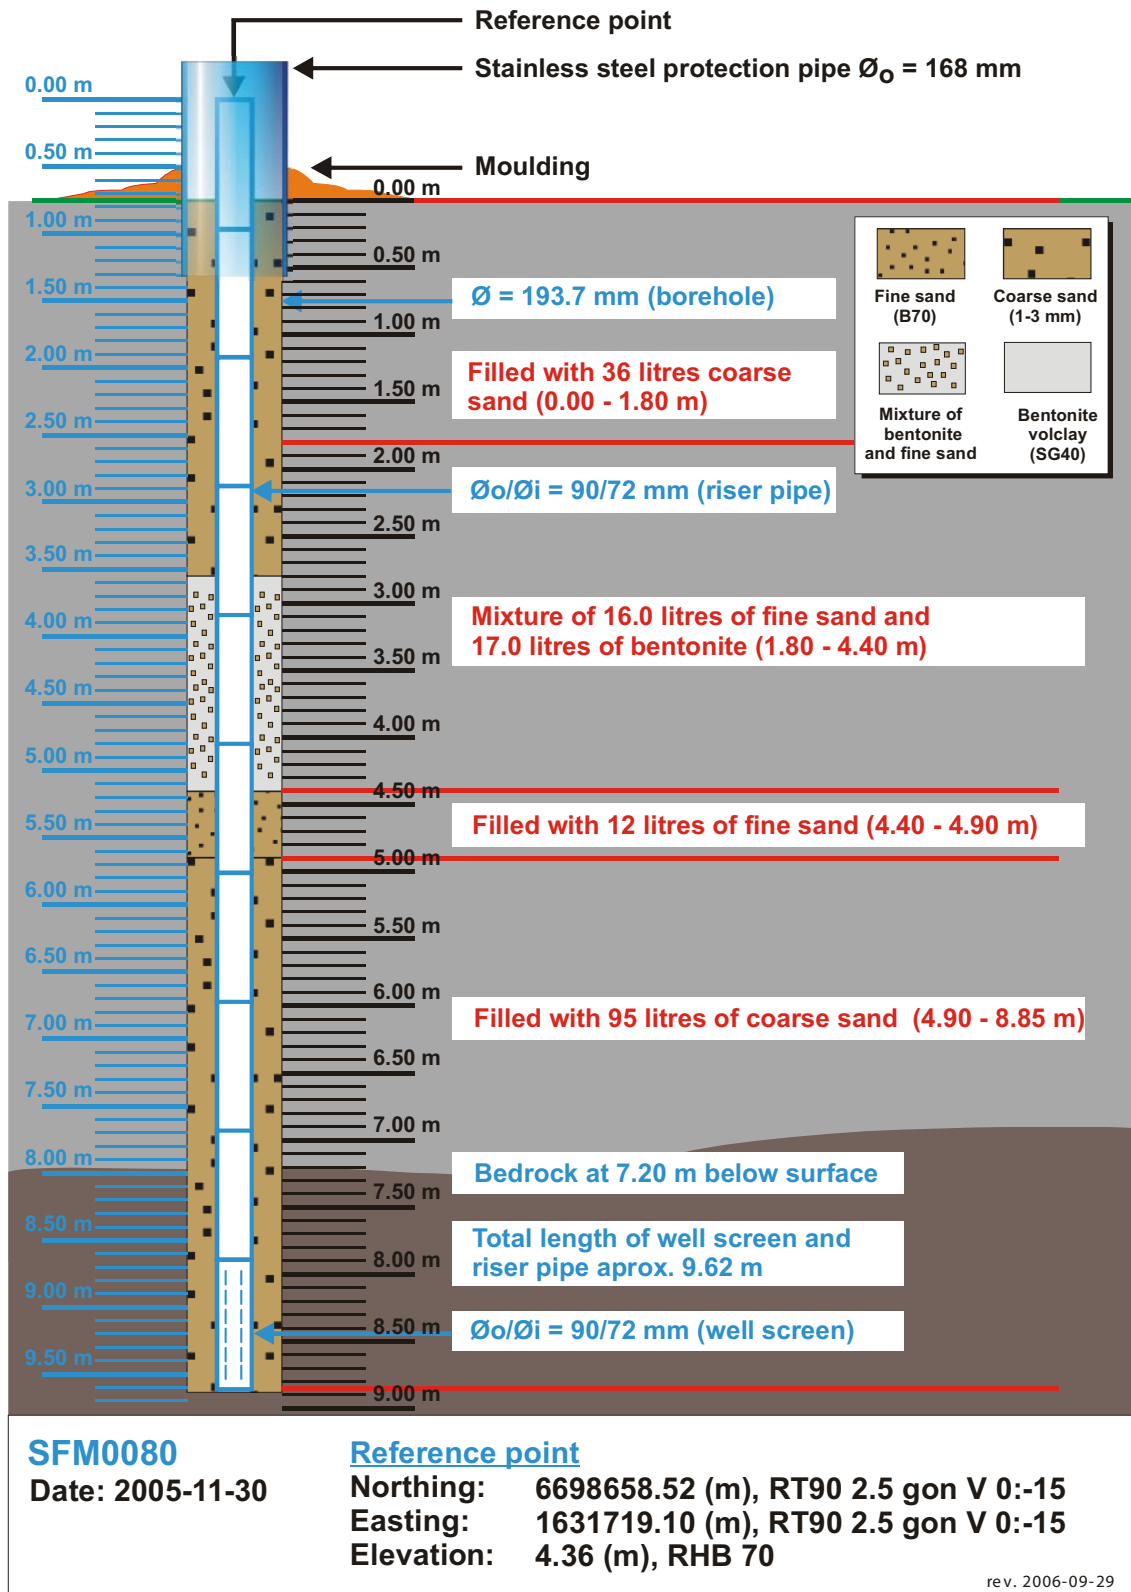 Reference point
Stainless steel protection pipe Øo = 168 mm
Moulding
0.00 m
0.50 m
1.00 m
1.50 m
2.00 m
2.50 m
3.00 m
3.50 m
4.00 m
4.50 m
5.00 m
5.50 m
6.00 m
6.50 m
7.00 m
7.50 m
8.00 m
8.50 m
9.00 m
9.50 m
0.00 m
0.50 m
1.00 m
1.50 m
2.00 m
2.50 m
3.00 m
3.50 m
4.00 m
4.50 m
5.00 m
5.50 m
6.00 m
6.50 m
7.00 m
7.50 m
8.00 m
8.50 m
9.00 m
Ø = 193.7 mm (borehole)
Filled with 36 litres coarse
sand (0.00 - 1.80 m)
Øo/Øi = 90/72 mm (riser pipe)
Mixture of 16.0 litres of fine sand and
17.0 litres of bentonite (1.80 - 4.40 m)
Filled with 12 litres of fine sand (4.40 - 4.90 m)
Filled with 95 litres of coarse sand (4.90 - 8.85 m)
Bedrock at 7.20 m below surface
Total length of well screen and
riser pipe aprox. 9.62 m
Øo/Øi = 90/72 mm (well screen)
Fine sand
(B70)
Coarse sand
(1-3 mm)
Mixture of
bentonite
and fine sand
Bentonite
volclay
(SG40)
SFM0080
Date: 2005-11-30
Reference point
Northing: 6698658.52 (m), RT90 2.5 gon V 0:-15
Easting: 1631719.10 (m), RT90 2.5 gon V 0:-15
Elevation: 4.36 (m), RHB 70
rev. 2006-09-29